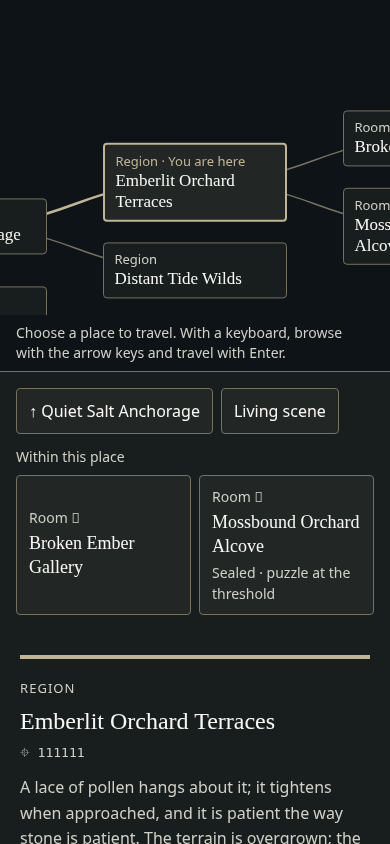 Region · You are here
Emberlit Orchard
Terraces
Region
Distant Tide Wilds
Room
Room
Choose a place to travel. With a keyboard, browse
with the arrow keys and travel with Enter.
↑ Quiet Salt Anchorage
Living scene
Within this place
Room
Broken Ember
Gallery
Room
Mossbound Orchard
Alcove
Sealed · puzzle at the
threshold
REGION
Emberlit Orchard Terraces
⌖ 111111
A lace of pollen hangs about it; it tightens
when approached, and it is patient the way
stone is patient. The terrain is overgrown; the